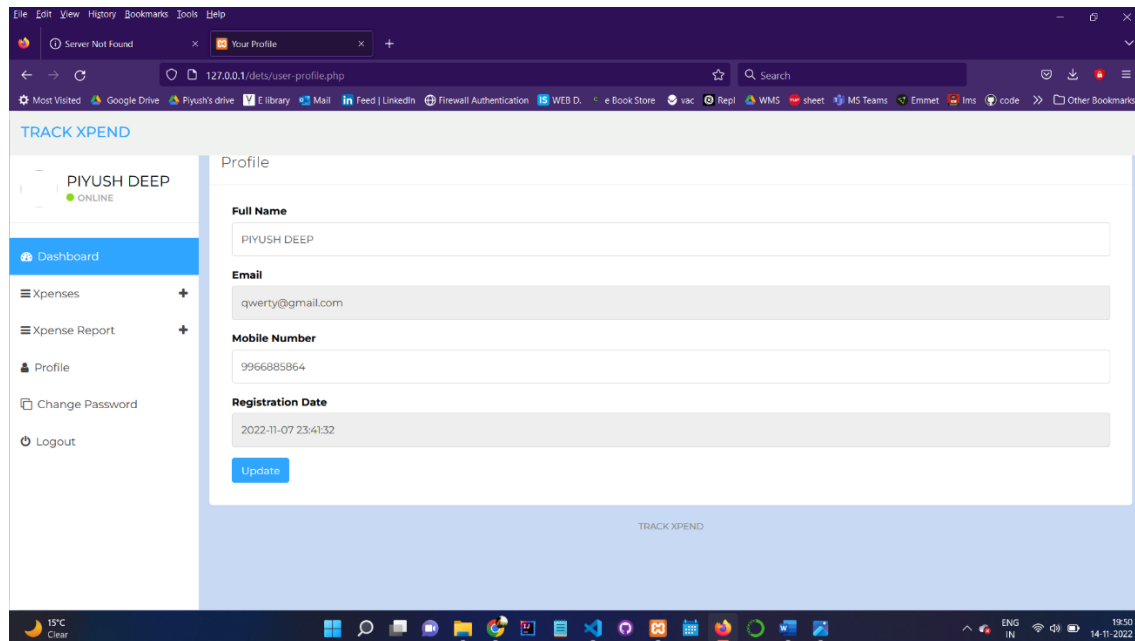 File Edit View History Bookmarks Tools Help
Server Not Found
Your Profile
127.0.0.1/dets/user-profile.php
Search
Most Visited Google Drive Piyush's drive E library Mail Feed | LinkedIn Firewall Authentication WEB D. e Book Store vac Repl WMS sheet MS Teams Emmet lms code Other Bookmarks
TRACK XPEND
PIYUSH DEEP
ONLINE
Dashboard
Xpenses
Xpense Report
Profile
Change Password
Logout
Profile
Full Name
PIYUSH DEEP
Email
qwerty@gmail.com
Mobile Number
9966885864
Registration Date
2022-11-07 23:41:32
Update
TRACK XPEND
15°C
Clear
ENG
IN
19:50
14-11-2022